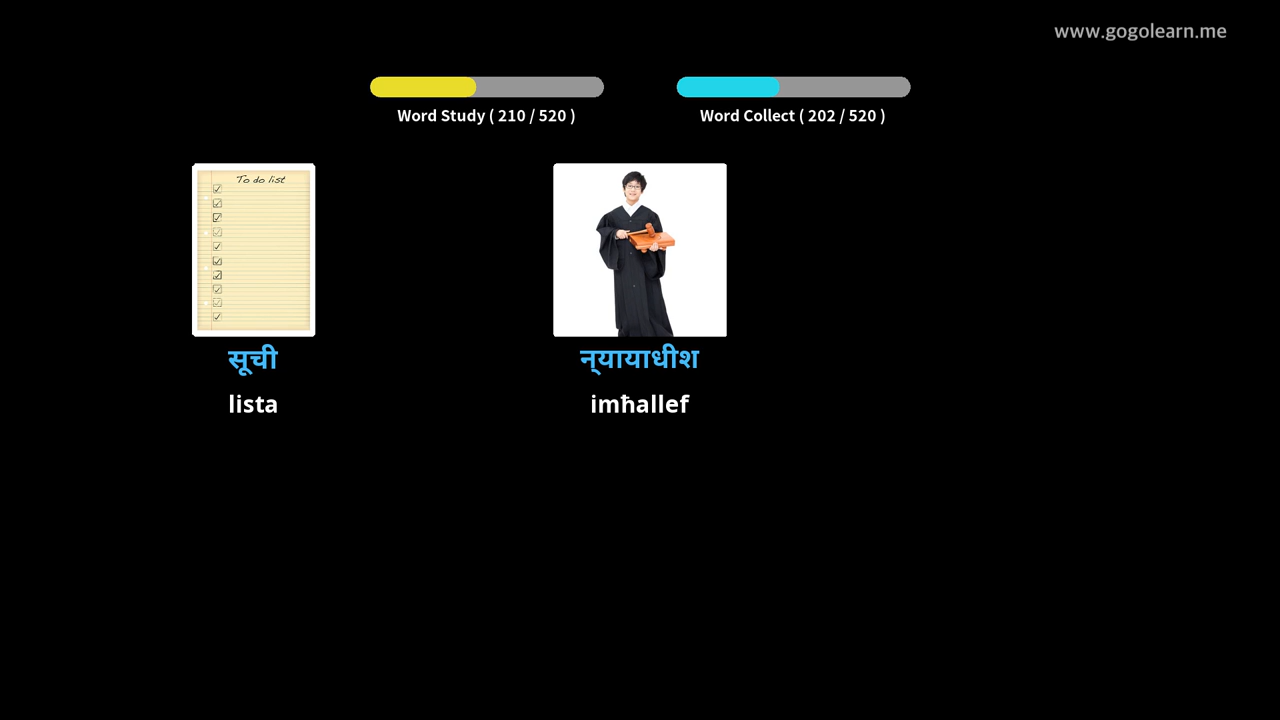 www.gogolearn.me
Word Study ( 210 / 520 )
Word Collect ( 202 / 520 )
To do list
सूची
न्यायाधीश
lista
imħallef